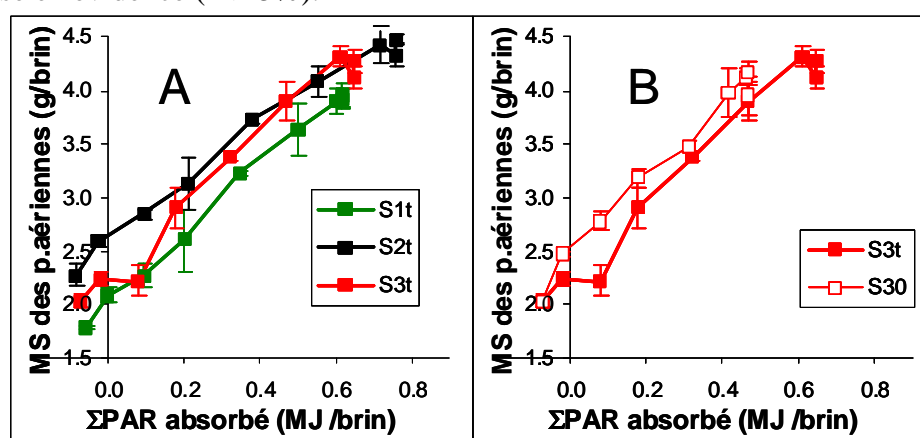 A
MS des p.aériennes (g/brin)
4.5
4.0
3.5
3.0
2.5
2.0
1.5
0.0 0.2 0.4 0.6 0.8
ΣPAR absorbé (MJ /brin)
S1t
S2t
S3t
B
MS des p.aériennes (g/brin)
4.5
4.0
3.5
3.0
2.5
2.0
1.5
0.0 0.2 0.4 0.6 0.8
ΣPAR absorbé (MJ /brin)
S3t
S30